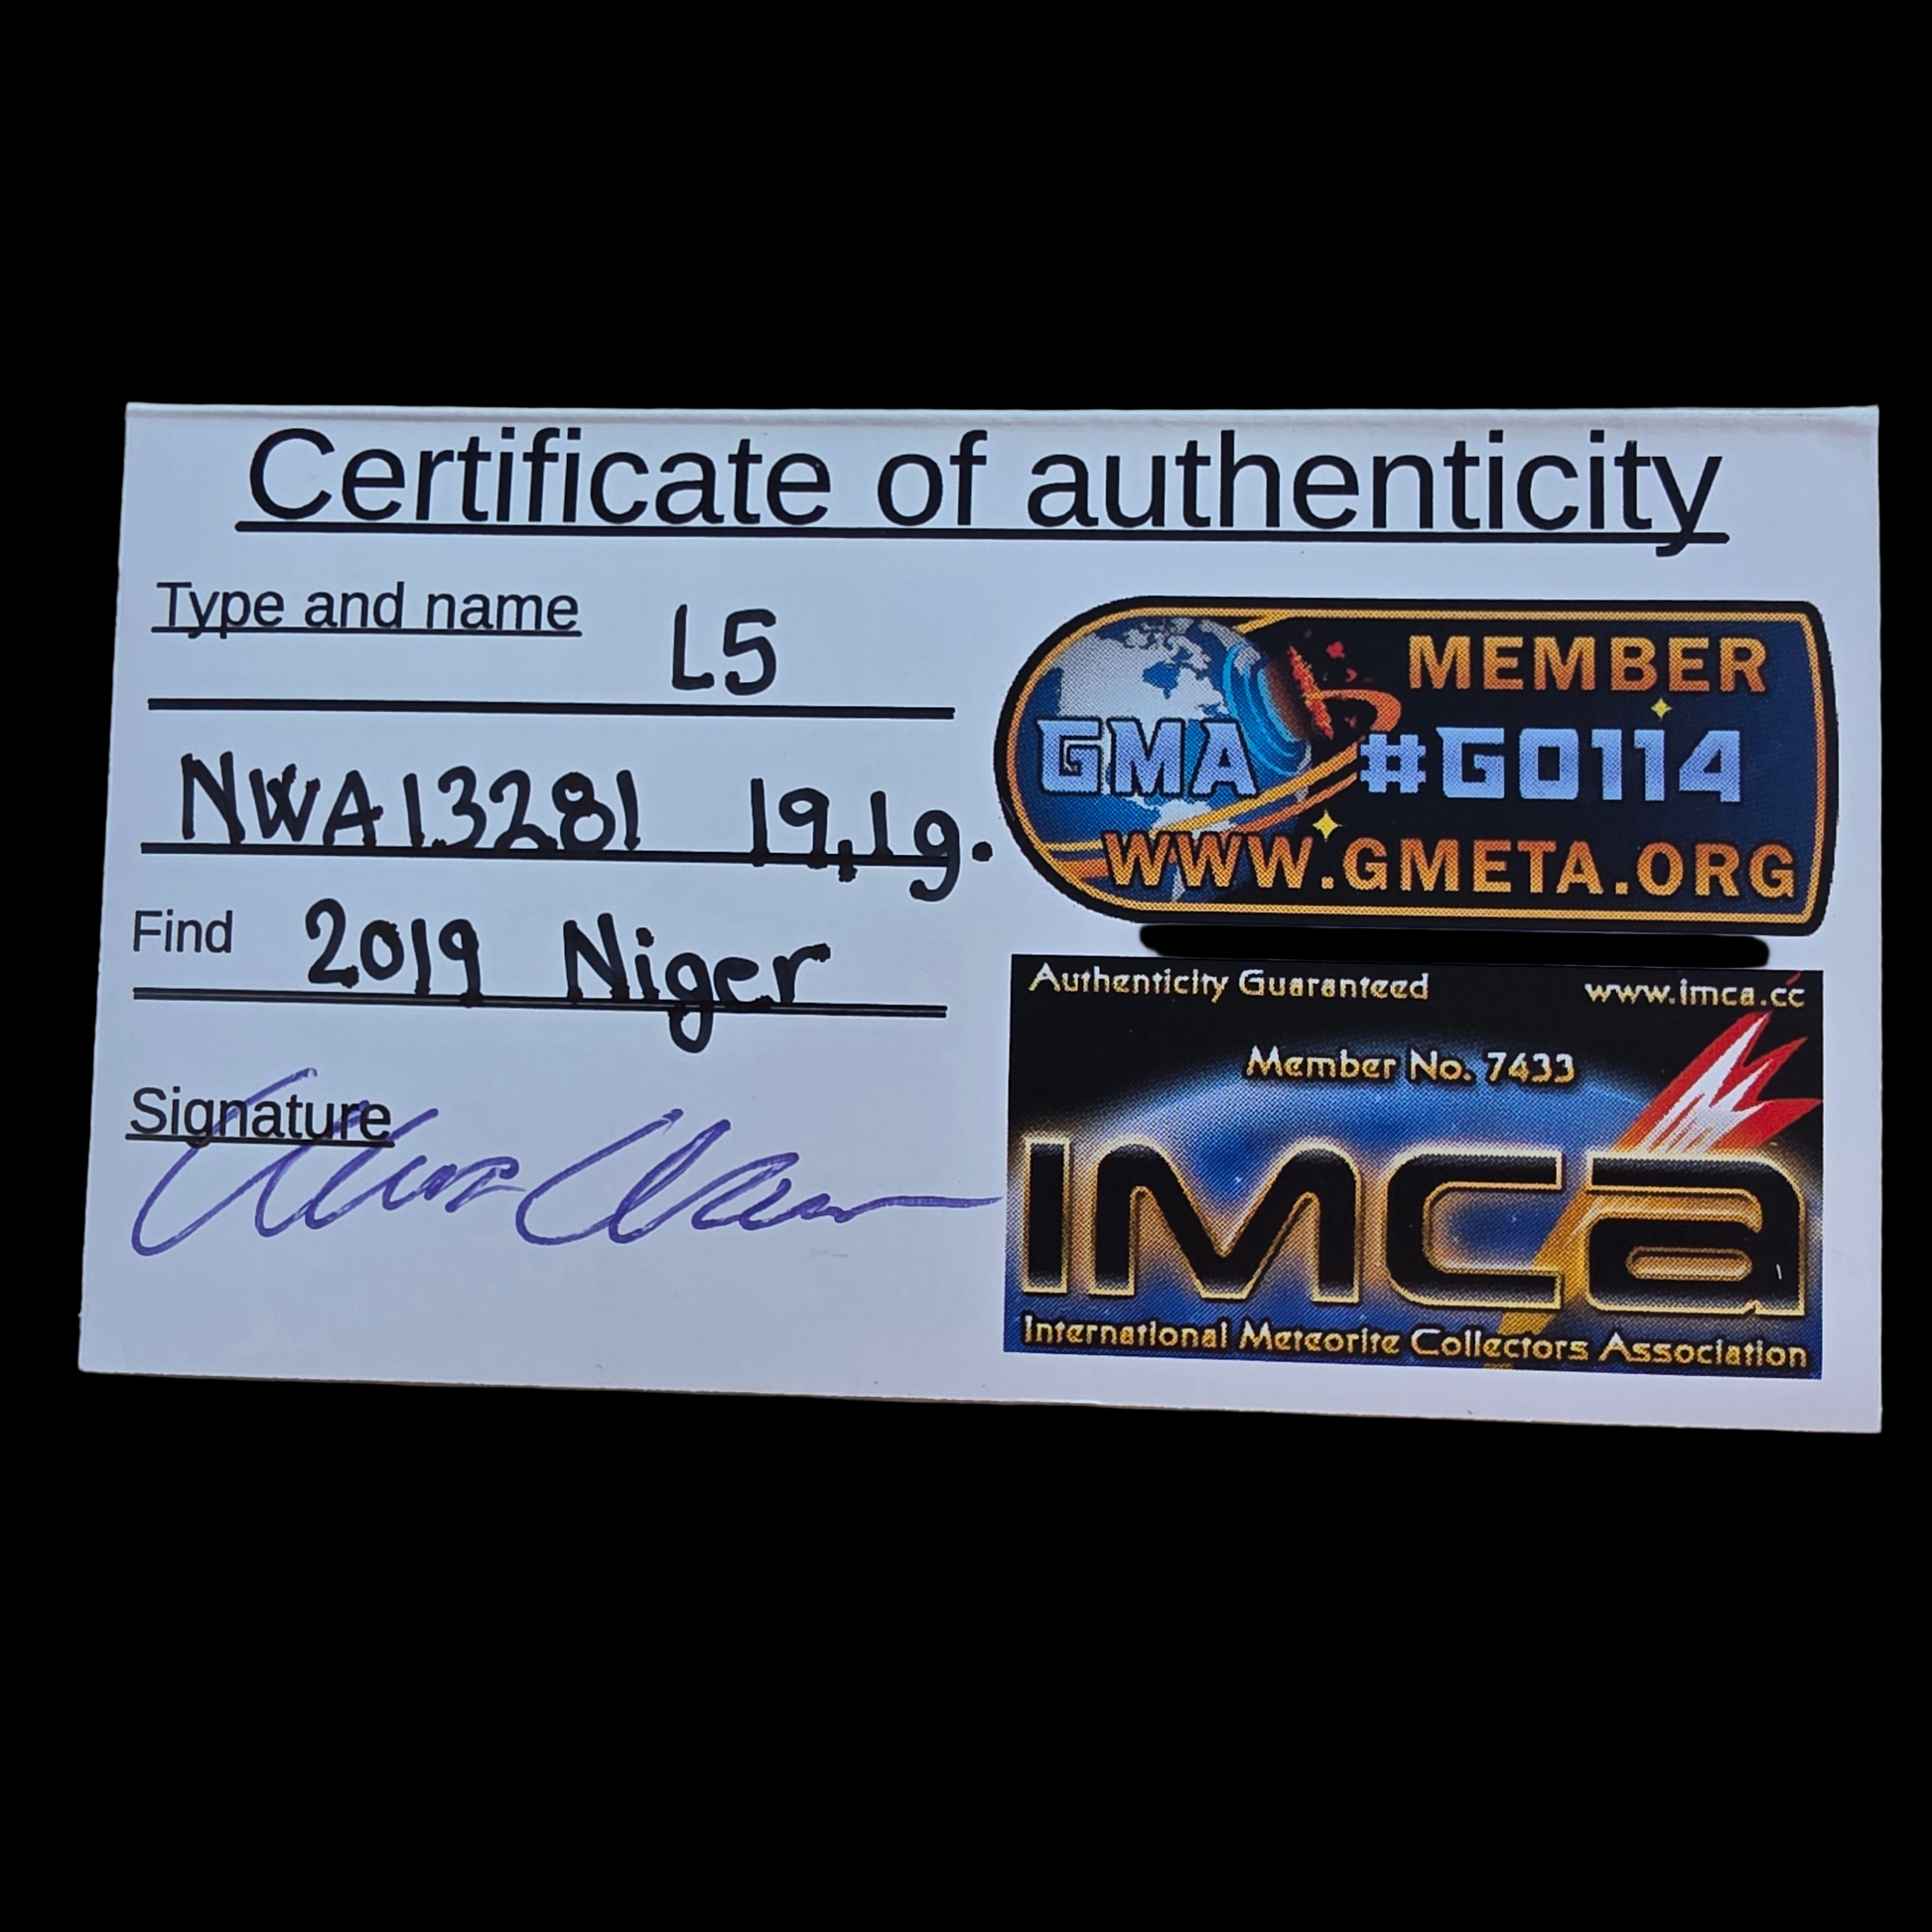 Certificate of authenticity
Type and name L5
NWA13281 19,1g.
Find 2019 Niger
Signature
MEMBER
GMA #G0114
WWW.GMETA.ORG
Authenticity Guaranteed www.imca.cc
Member No. 7433
IMCa
International Meteorite Collectors Association